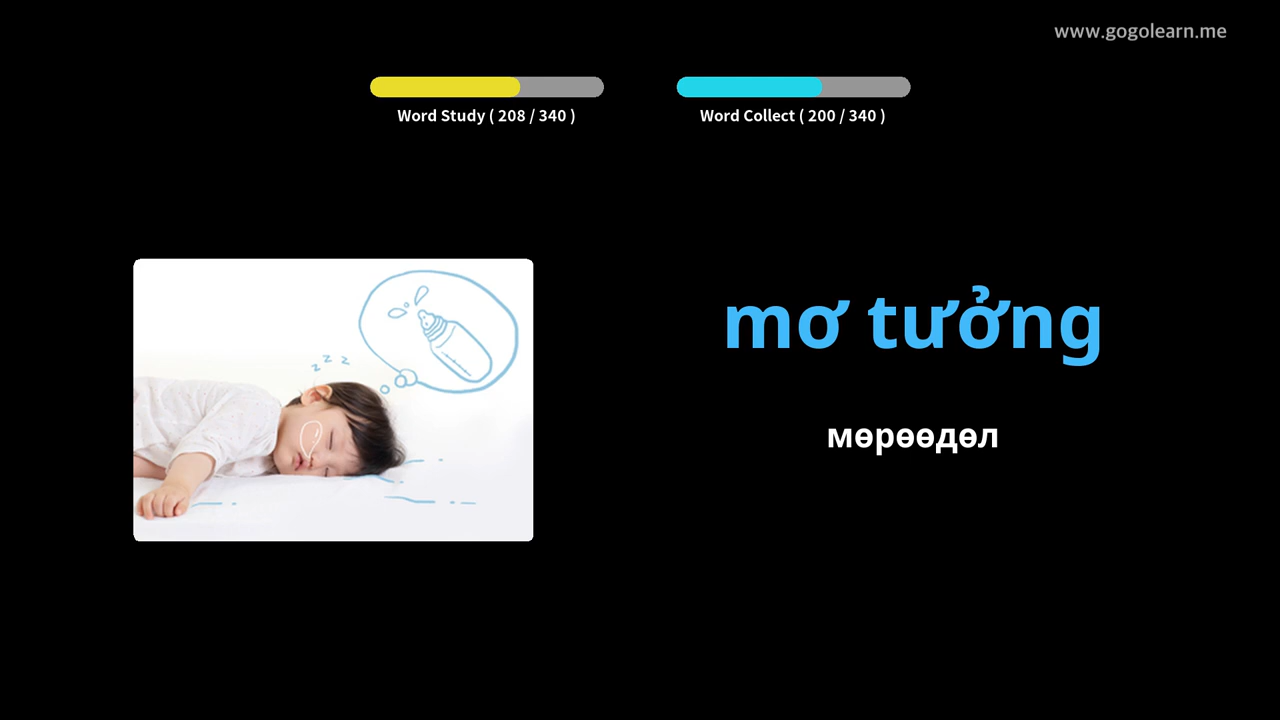 www.gogolearn.me
Word Study ( 208 / 340 )
Word Collect ( 200 / 340 )
z z z
mơ tưởng
мөрөөдөл